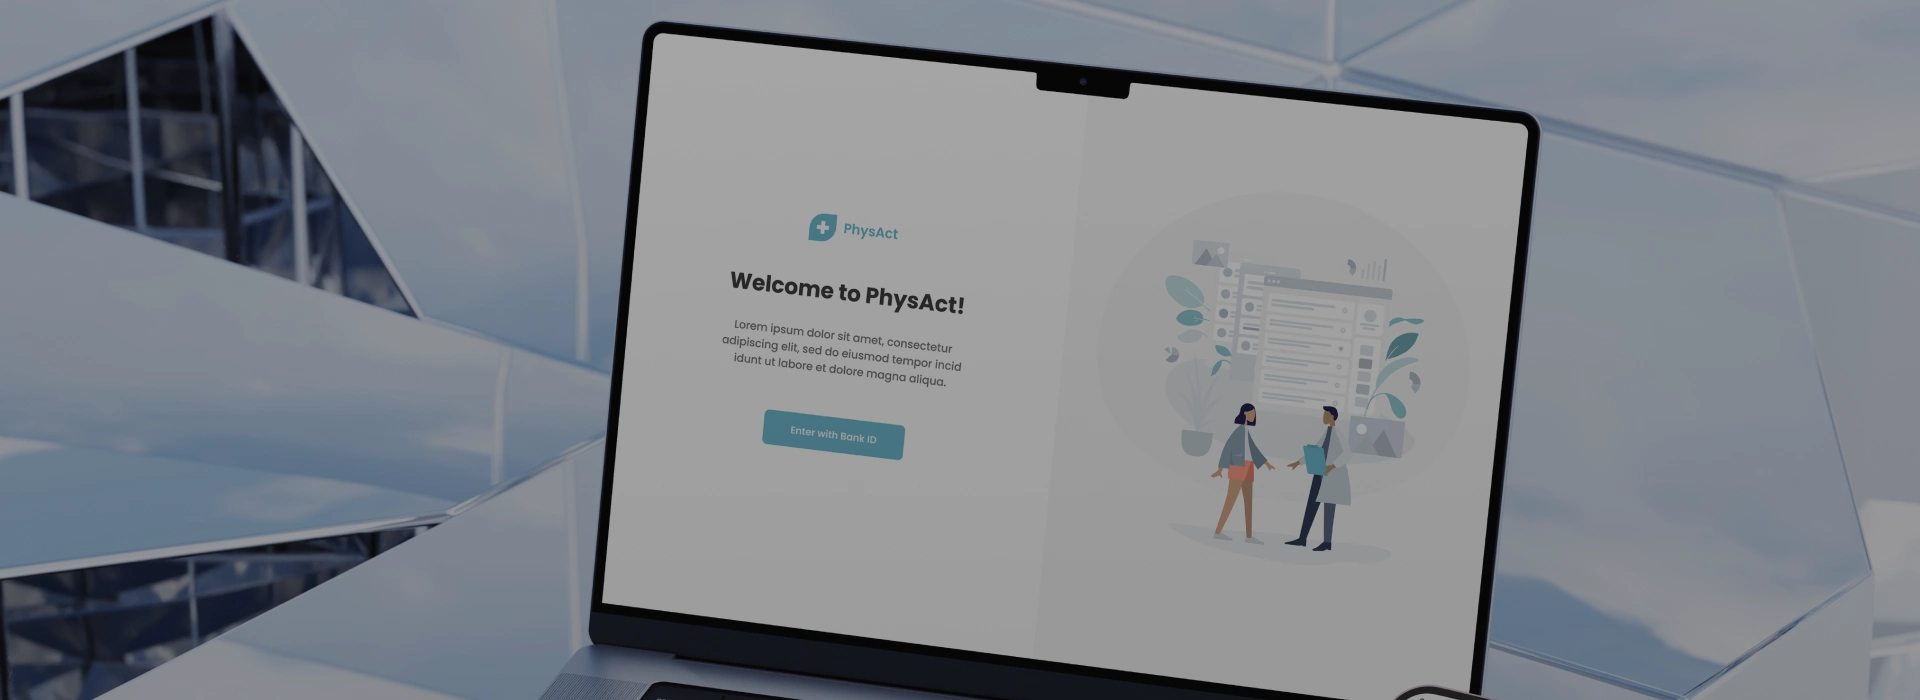 PhysAct
Welcome to PhysAct!
Lorem ipsum dolor sit amet, consectetur
adipiscing elit, sed do eiusmod tempor incid
idunt ut labore et dolore magna aliqua.
Enter with Bank ID